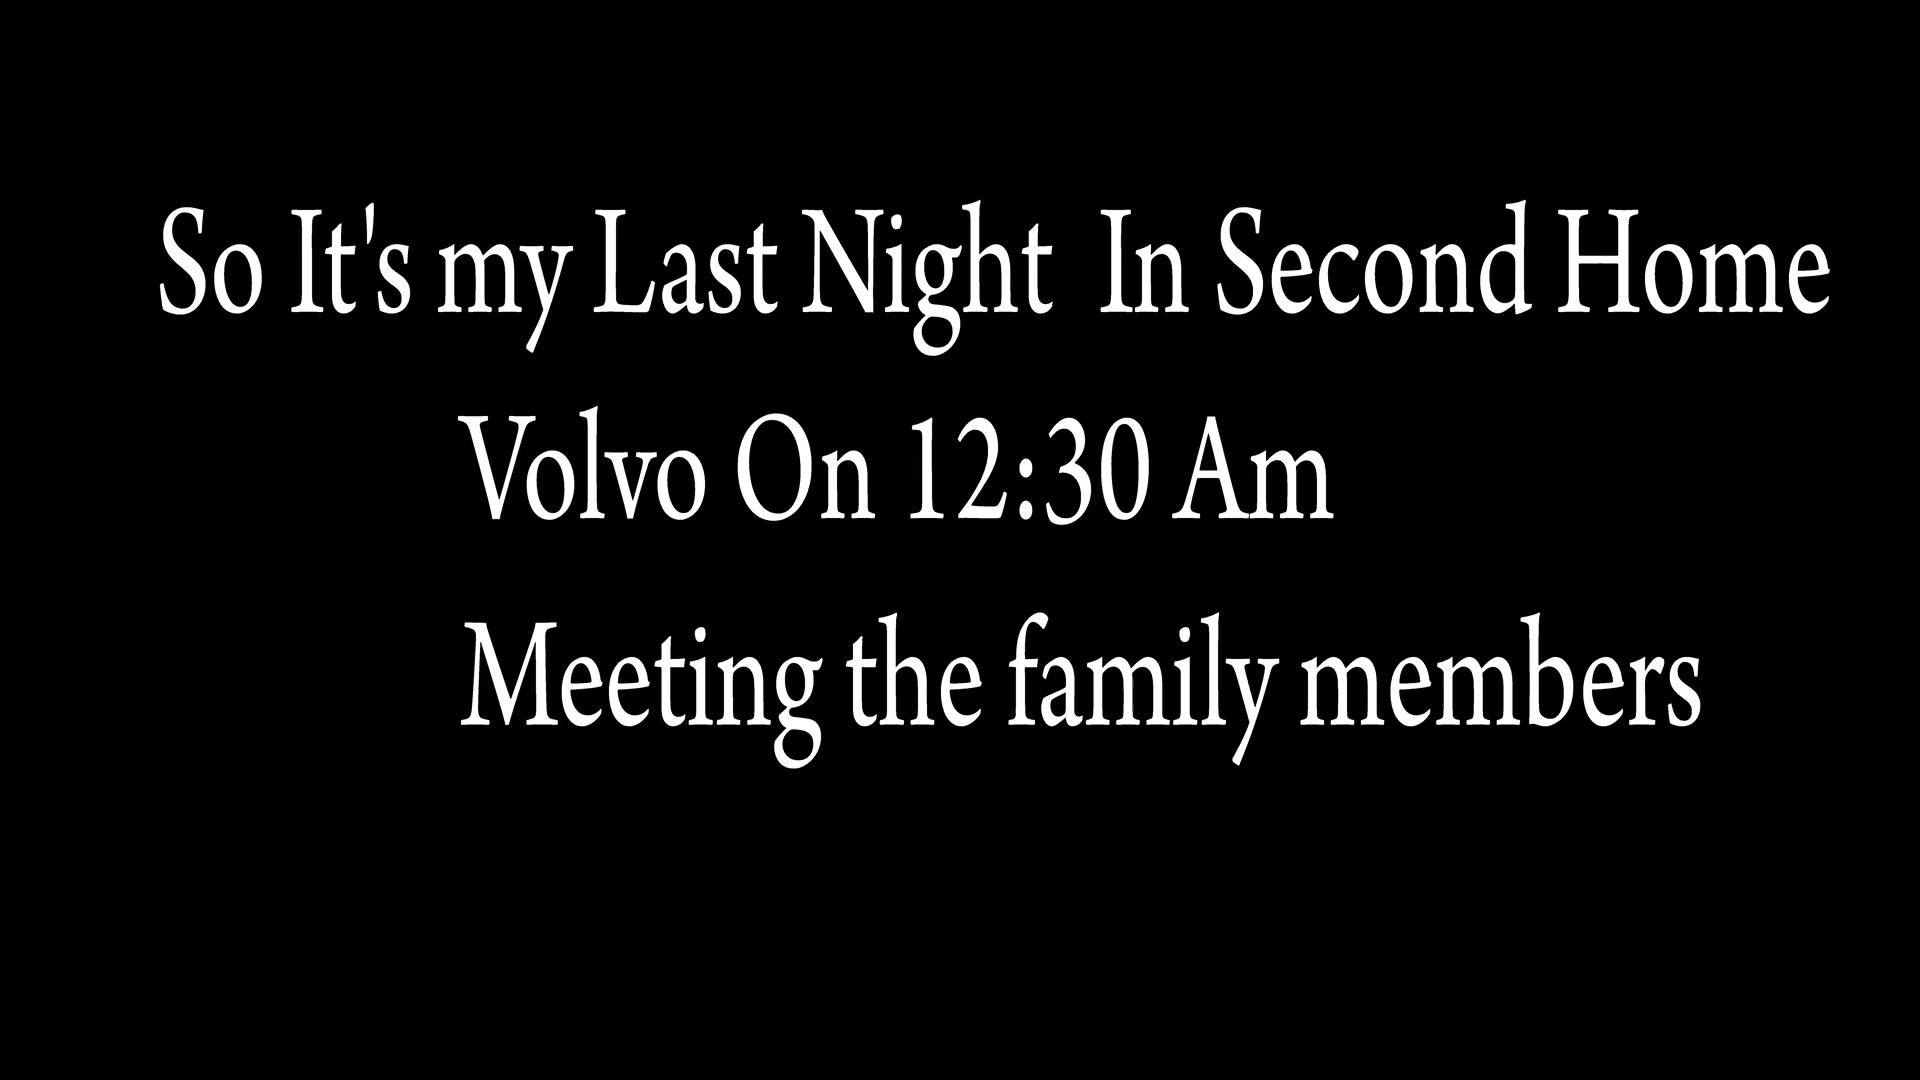 So It's my Last Night In Second Home
Volvo On 12:30 Am
Meeting the family members